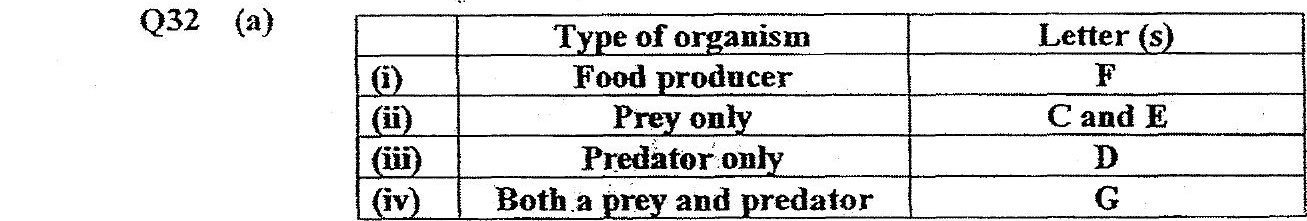 Q32 (a)
Type of organism Letter (s)
(i) Food producer F
(ii) Prey only C and E
(iii) Predator only D
(iv) Both a prey and predator G